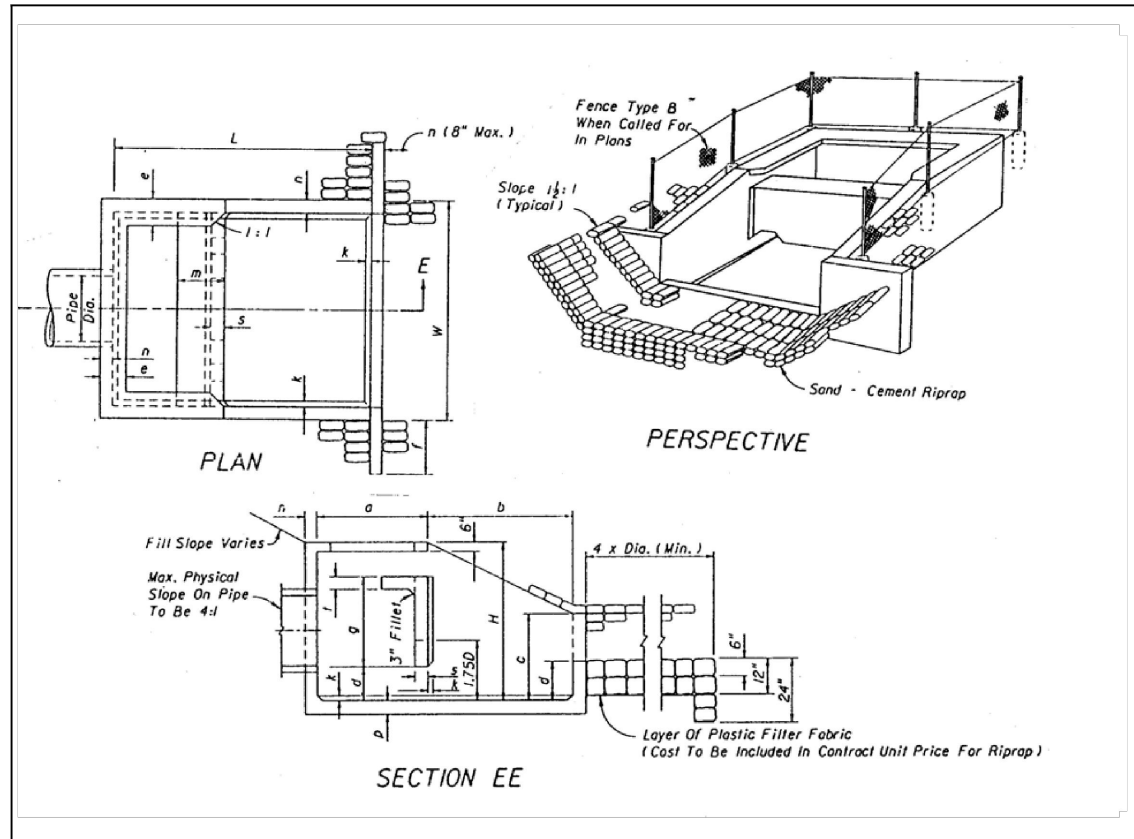 L
n (8" Max.)
e
n
1:1
k
m
E
Pipe
Dia.
s
W
n
e
k
f
PLAN
Fence Type B
When Called For
In Plans
Slope 1½:1
(Typical)
Sand - Cement Riprap
PERSPECTIVE
n
a
b
6"
4 x Dia. (Min.)
Fill Slope Varies
Max. Physical
Slope On Pipe
To Be 4:1
g
3" Fillet
H
c
d
k
d
1.75D
6"
12"
24"
Layer Of Plastic Filter Fabric
(Cost To Be Included In Contract Unit Price For Riprap)
SECTION EE